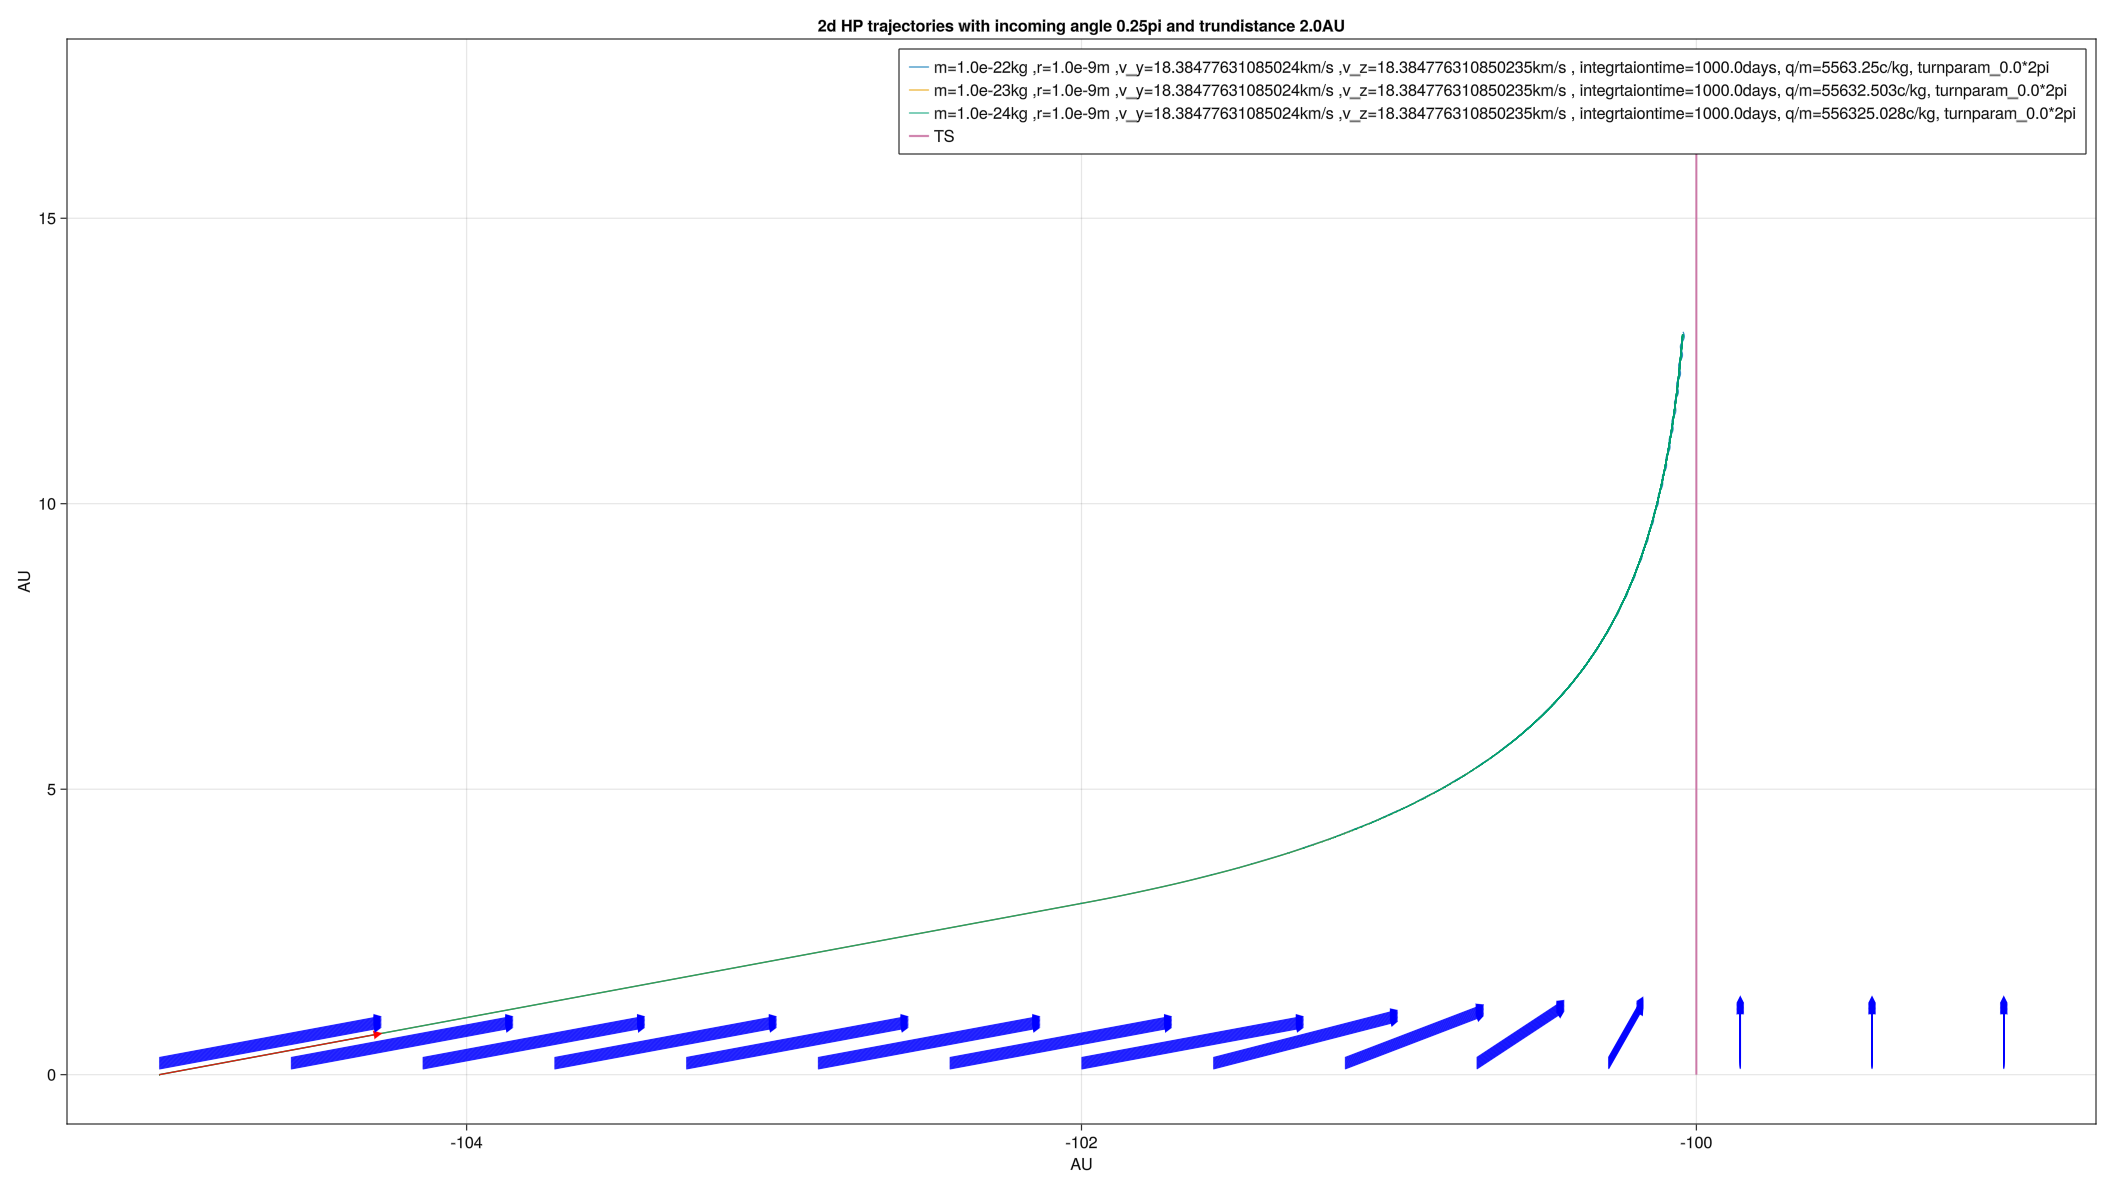 2d HP trajectories with incoming angle 0.25pi and trundistance 2.0AU
m=1.0e-22kg ,r=1.0e-9m ,v_y=18.38477631085024km/s ,v_z=18.384776310850235km/s , integrtaiontime=1000.0days, q/m=5563.25c/kg, turnparam_0.0*2pi
m=1.0e-23kg ,r=1.0e-9m ,v_y=18.38477631085024km/s ,v_z=18.384776310850235km/s , integrtaiontime=1000.0days, q/m=55632.503c/kg, turnparam_0.0*2pi
m=1.0e-24kg ,r=1.0e-9m ,v_y=18.38477631085024km/s ,v_z=18.384776310850235km/s , integrtaiontime=1000.0days, q/m=556325.028c/kg, turnparam_0.0*2pi
TS
15
10
AU
5
0
-104
-102
-100
AU